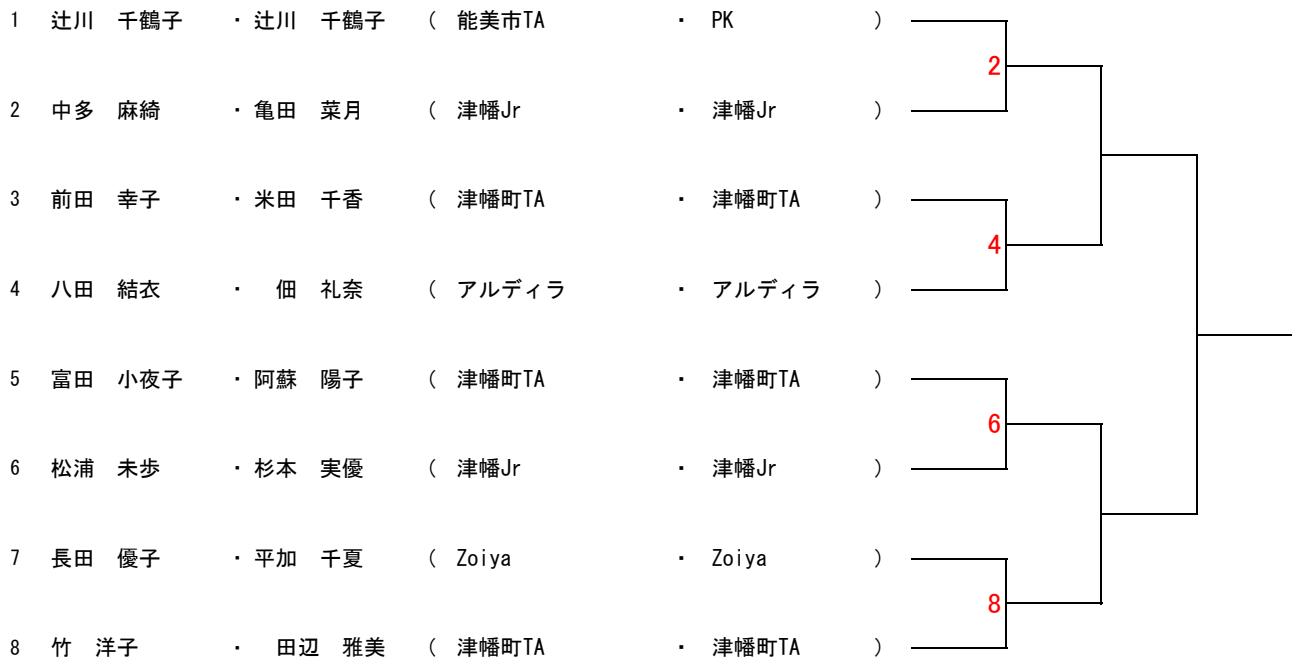 1 辻川 千鶴子 ・ 辻川 千鶴子 ( 能美市TA ・ PK )
2
2 中多 麻綺 ・ 亀田 菜月 ( 津幡Jr ・ 津幡Jr )
3 前田 幸子 ・ 米田 千香 ( 津幡町TA ・ 津幡町TA )
4
4 八田 結衣 ・ 佃 礼奈 ( アルディラ ・ アルディラ )
5 富田 小夜子 ・ 阿蘇 陽子 ( 津幡町TA ・ 津幡町TA )
6
6 松浦 未歩 ・ 杉本 実優 ( 津幡Jr ・ 津幡Jr )
7 長田 優子 ・ 平加 千夏 ( Zoiya ・ Zoiya )
8
8 竹 洋子 ・ 田辺 雅美 ( 津幡町TA ・ 津幡町TA )